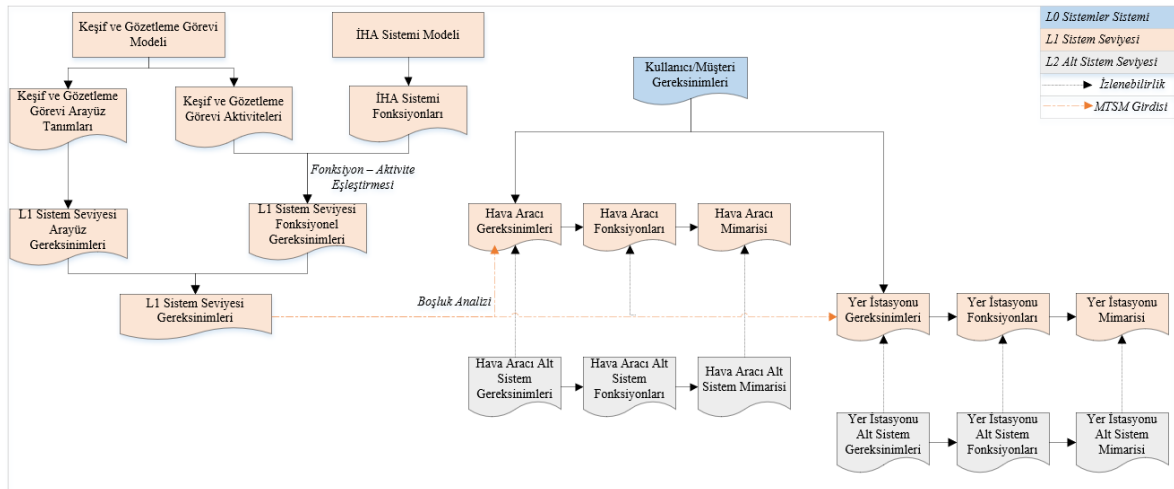 Keşif ve Gözetleme Görevi
Modeli
İHA Sistemi Modeli
Keşif ve Gözetleme
Görevi Arayüz
Tanımları
Keşif ve Gözetleme
Görevi Aktiviteleri
İHA Sistemi
Fonksiyonları
Fonksiyon – Aktivite
Eşleştirmesi
L1 Sistem Seviyesi
Arayüz
Gereksinimleri
L1 Sistem Seviyesi
Fonksiyonel
Gereksinimleri
L1 Sistem Seviyesi
Gereksinimleri
Boşluk Analizi
Kullanıcı/Müşteri
Gereksinimleri
Hava Aracı
Gereksinimleri
Hava Aracı
Fonksiyonları
Hava Aracı
Mimarisi
Hava Aracı Alt
Sistem
Gereksinimleri
Hava Aracı Alt
Sistem
Fonksiyonları
Hava Aracı Alt
Sistem Mimarisi
Yer İstasyonu
Gereksinimleri
Yer İstasyonu
Fonksiyonları
Yer İstasyonu
Mimarisi
Yer İstasyonu
Alt Sistem
Gereksinimleri
Yer İstasyonu
Alt Sistem
Fonksiyonları
Yer İstasyonu
Alt Sistem
Mimarisi
L0 Sistemler Sistemi
L1 Sistem Seviyesi
L2 Alt Sistem Seviyesi
İzlenebilirlik
MTSM Girdisi